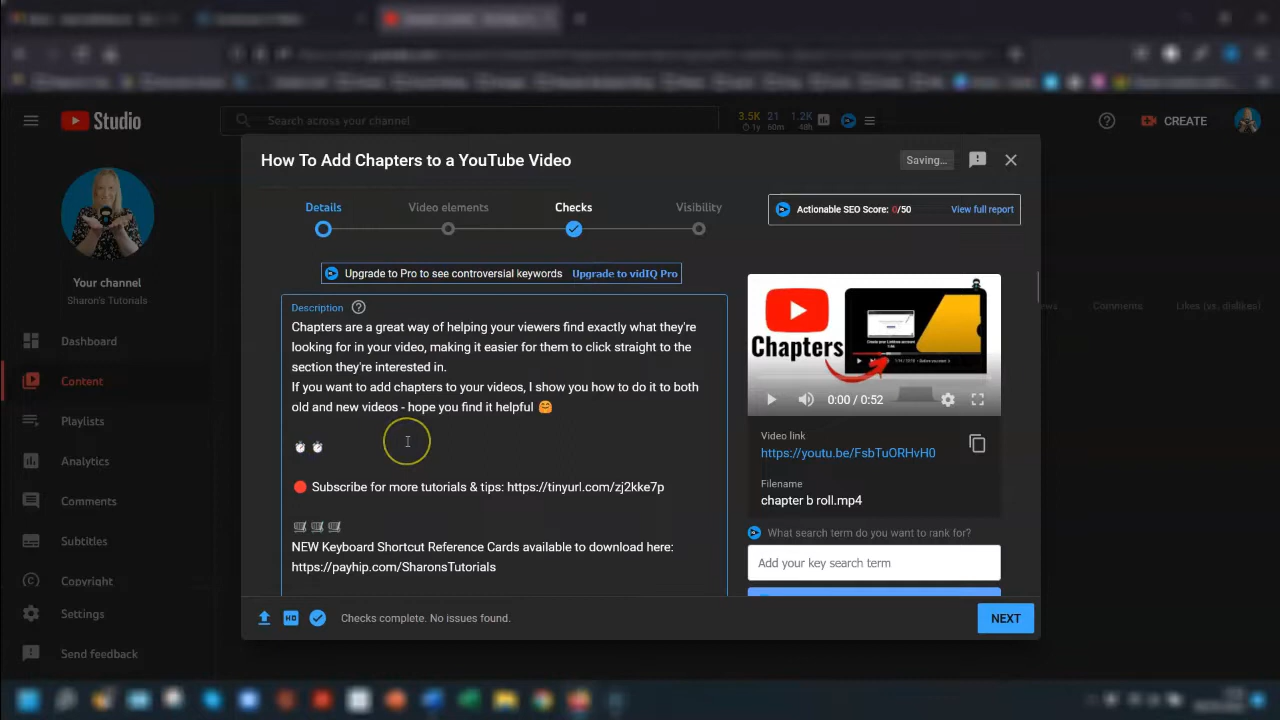 Studio
Search across your channel
3.5K 21 1.2K
1y 60m 48h
CREATE
How To Add Chapters to a YouTube Video
Saving...
Details
Video elements
Checks
Visibility
Actionable SEO Score: 0/50
View full report
Upgrade to Pro to see controversial keywords Upgrade to vidIQ Pro
Your channel
Sharon's Tutorials
Dashboard
Content
Playlists
Analytics
Comments
Subtitles
Copyright
Settings
Send feedback
Description
Chapters are a great way of helping your viewers find exactly what they're
looking for in your video, making it easier for them to click straight to the
section they're interested in.
If you want to add chapters to your videos, I show you how to do it to both
old and new videos - hope you find it helpful 🤗
⏱ ⏱
🔴 Subscribe for more tutorials & tips: https://tinyurl.com/zj2kke7p
🛒 🛒 🛒
NEW Keyboard Shortcut Reference Cards available to download here:
https://payhip.com/SharonsTutorials
Chapters
0:00 / 0:52
Video link
https://youtu.be/FsbTuORHvH0
Filename
chapter b roll.mp4
What search term do you want to rank for?
Add your key search term
Comments
Likes (vs. dislikes)
HD
Checks complete. No issues found.
NEXT